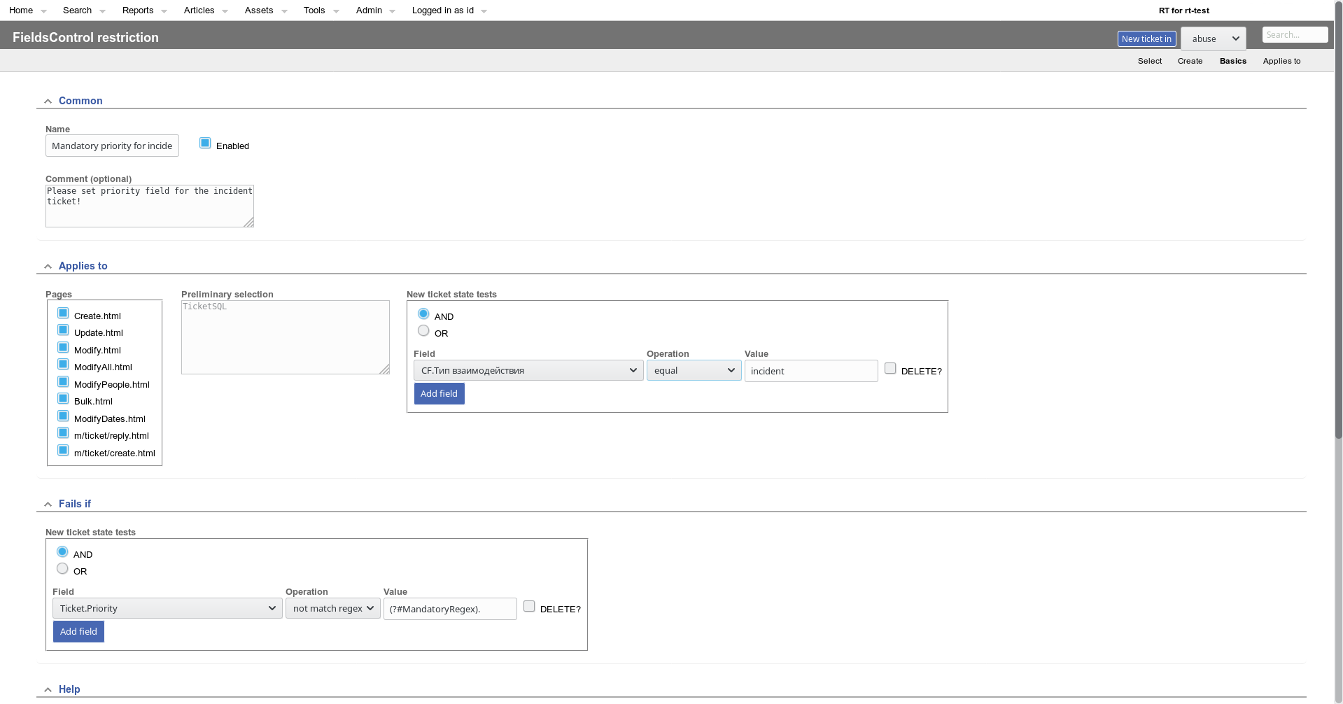 Home Search Reports Articles Assets Tools Admin Logged in as id RT for rt-test
FieldsControl restriction New ticket in abuse Search...
Select Create Basics Applies to
Common
Name
Mandatory priority for incide Enabled
Comment (optional)
Please set priority field for the incident
ticket!
Applies to
Pages Preliminary selection New ticket state tests
Create.html TicketSQL AND
Update.html OR
Modify.html Field Operation Value
ModifyAll.html CF.Тип взаимодействия equal incident DELETE?
ModifyPeople.html Add field
Bulk.html
ModifyDates.html
m/ticket/reply.html
m/ticket/create.html
Fails if
New ticket state tests
AND
OR
Field Operation Value
Ticket.Priority not match regex (?#MandatoryRegex). DELETE?
Add field
Help